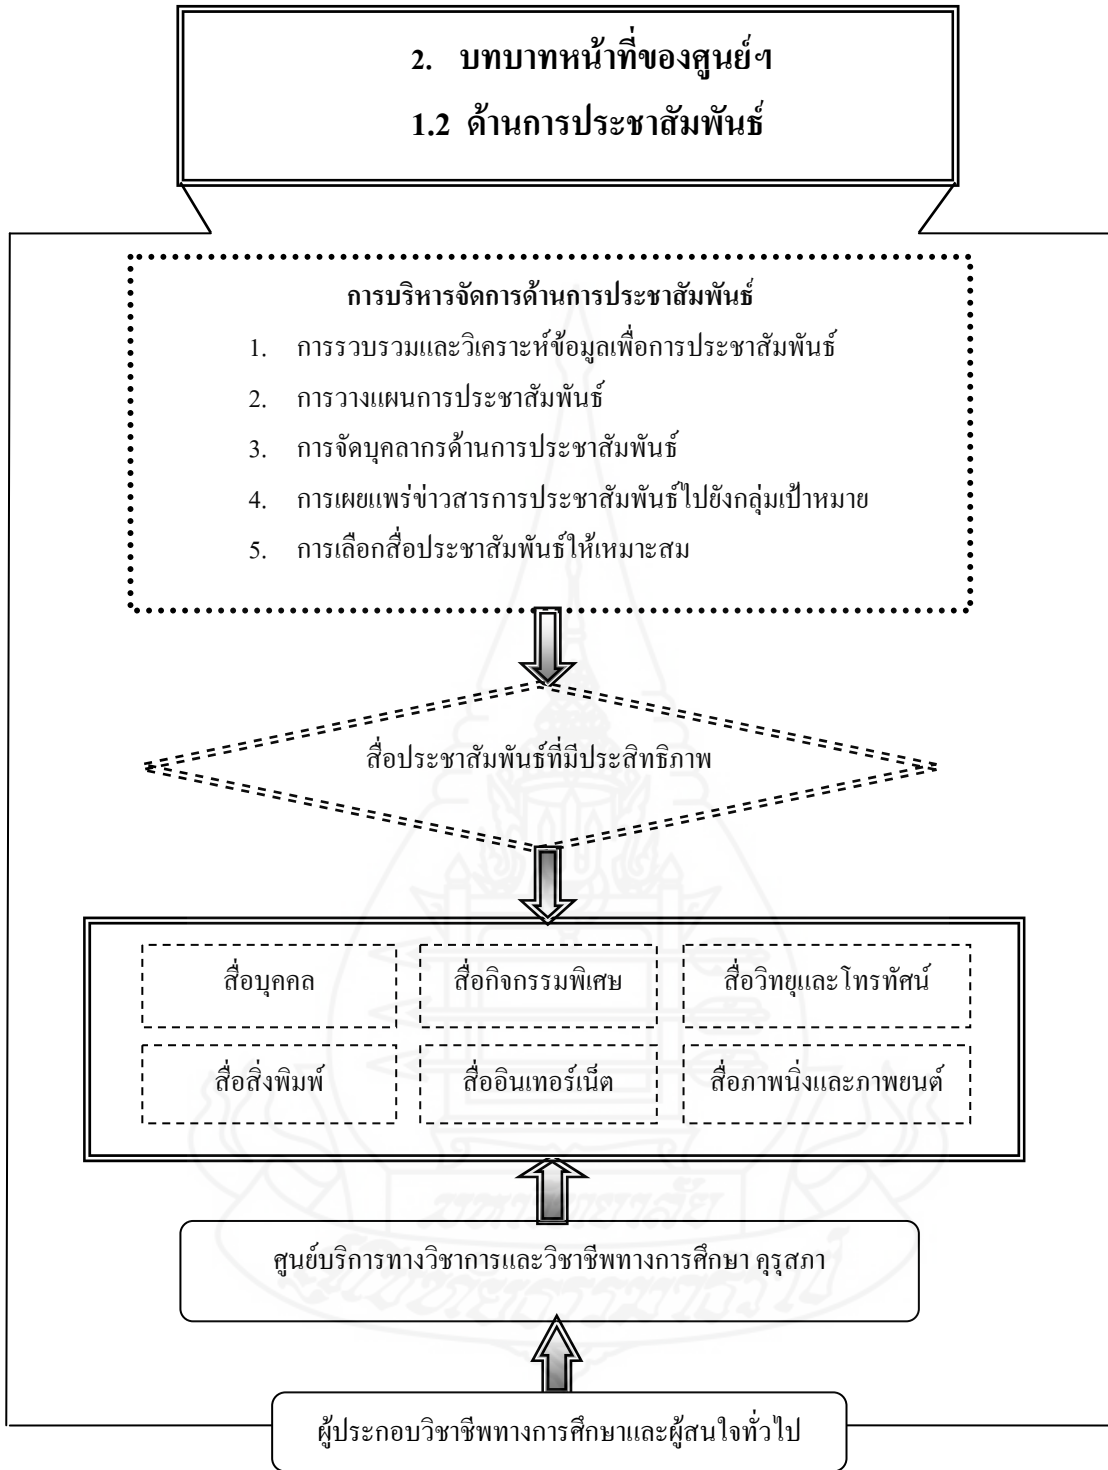 2. บทบาทหน้าที่ของศูนย์ฯ
1.2 ด้านการประชาสัมพันธ์
การบริหารจัดการด้านการประชาสัมพันธ์
1. การรวบรวมและวิเคราะห์ข้อมูลเพื่อการประชาสัมพันธ์
2. การวางแผนการประชาสัมพันธ์
3. การจัดบุคลากรด้านการประชาสัมพันธ์
4. การเผยแพร่ข่าวสารการประชาสัมพันธ์ไปยังกลุ่มเป้าหมาย
5. การเลือกสื่อประชาสัมพันธ์ให้เหมาะสม
สื่อประชาสัมพันธ์ที่มีประสิทธิภาพ
สื่อบุคคล
สื่อกิจกรรมพิเศษ
สื่อวิทยุและโทรทัศน์
สื่อสิ่งพิมพ์
สื่ออินเทอร์เน็ต
สื่อภาพนิ่งและภาพยนต์
ศูนย์บริการทางวิชาการและวิชาชีพทางการศึกษา คุรุสภา
ผู้ประกอบวิชาชีพทางการศึกษาและผู้สนใจทั่วไป